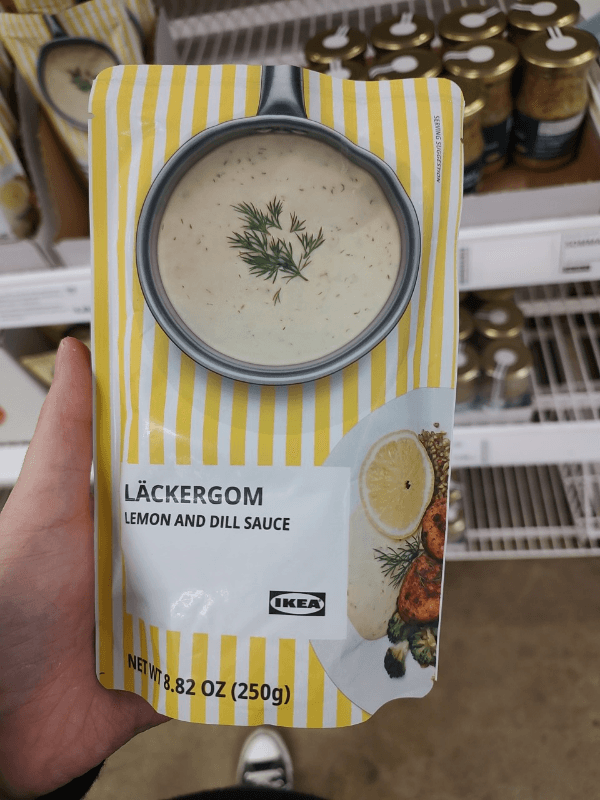 SERVING SUGGESTION
LÄCKERGOM
LEMON AND DILL SAUCE
IKEA
NET WT 8.82 OZ (250g)